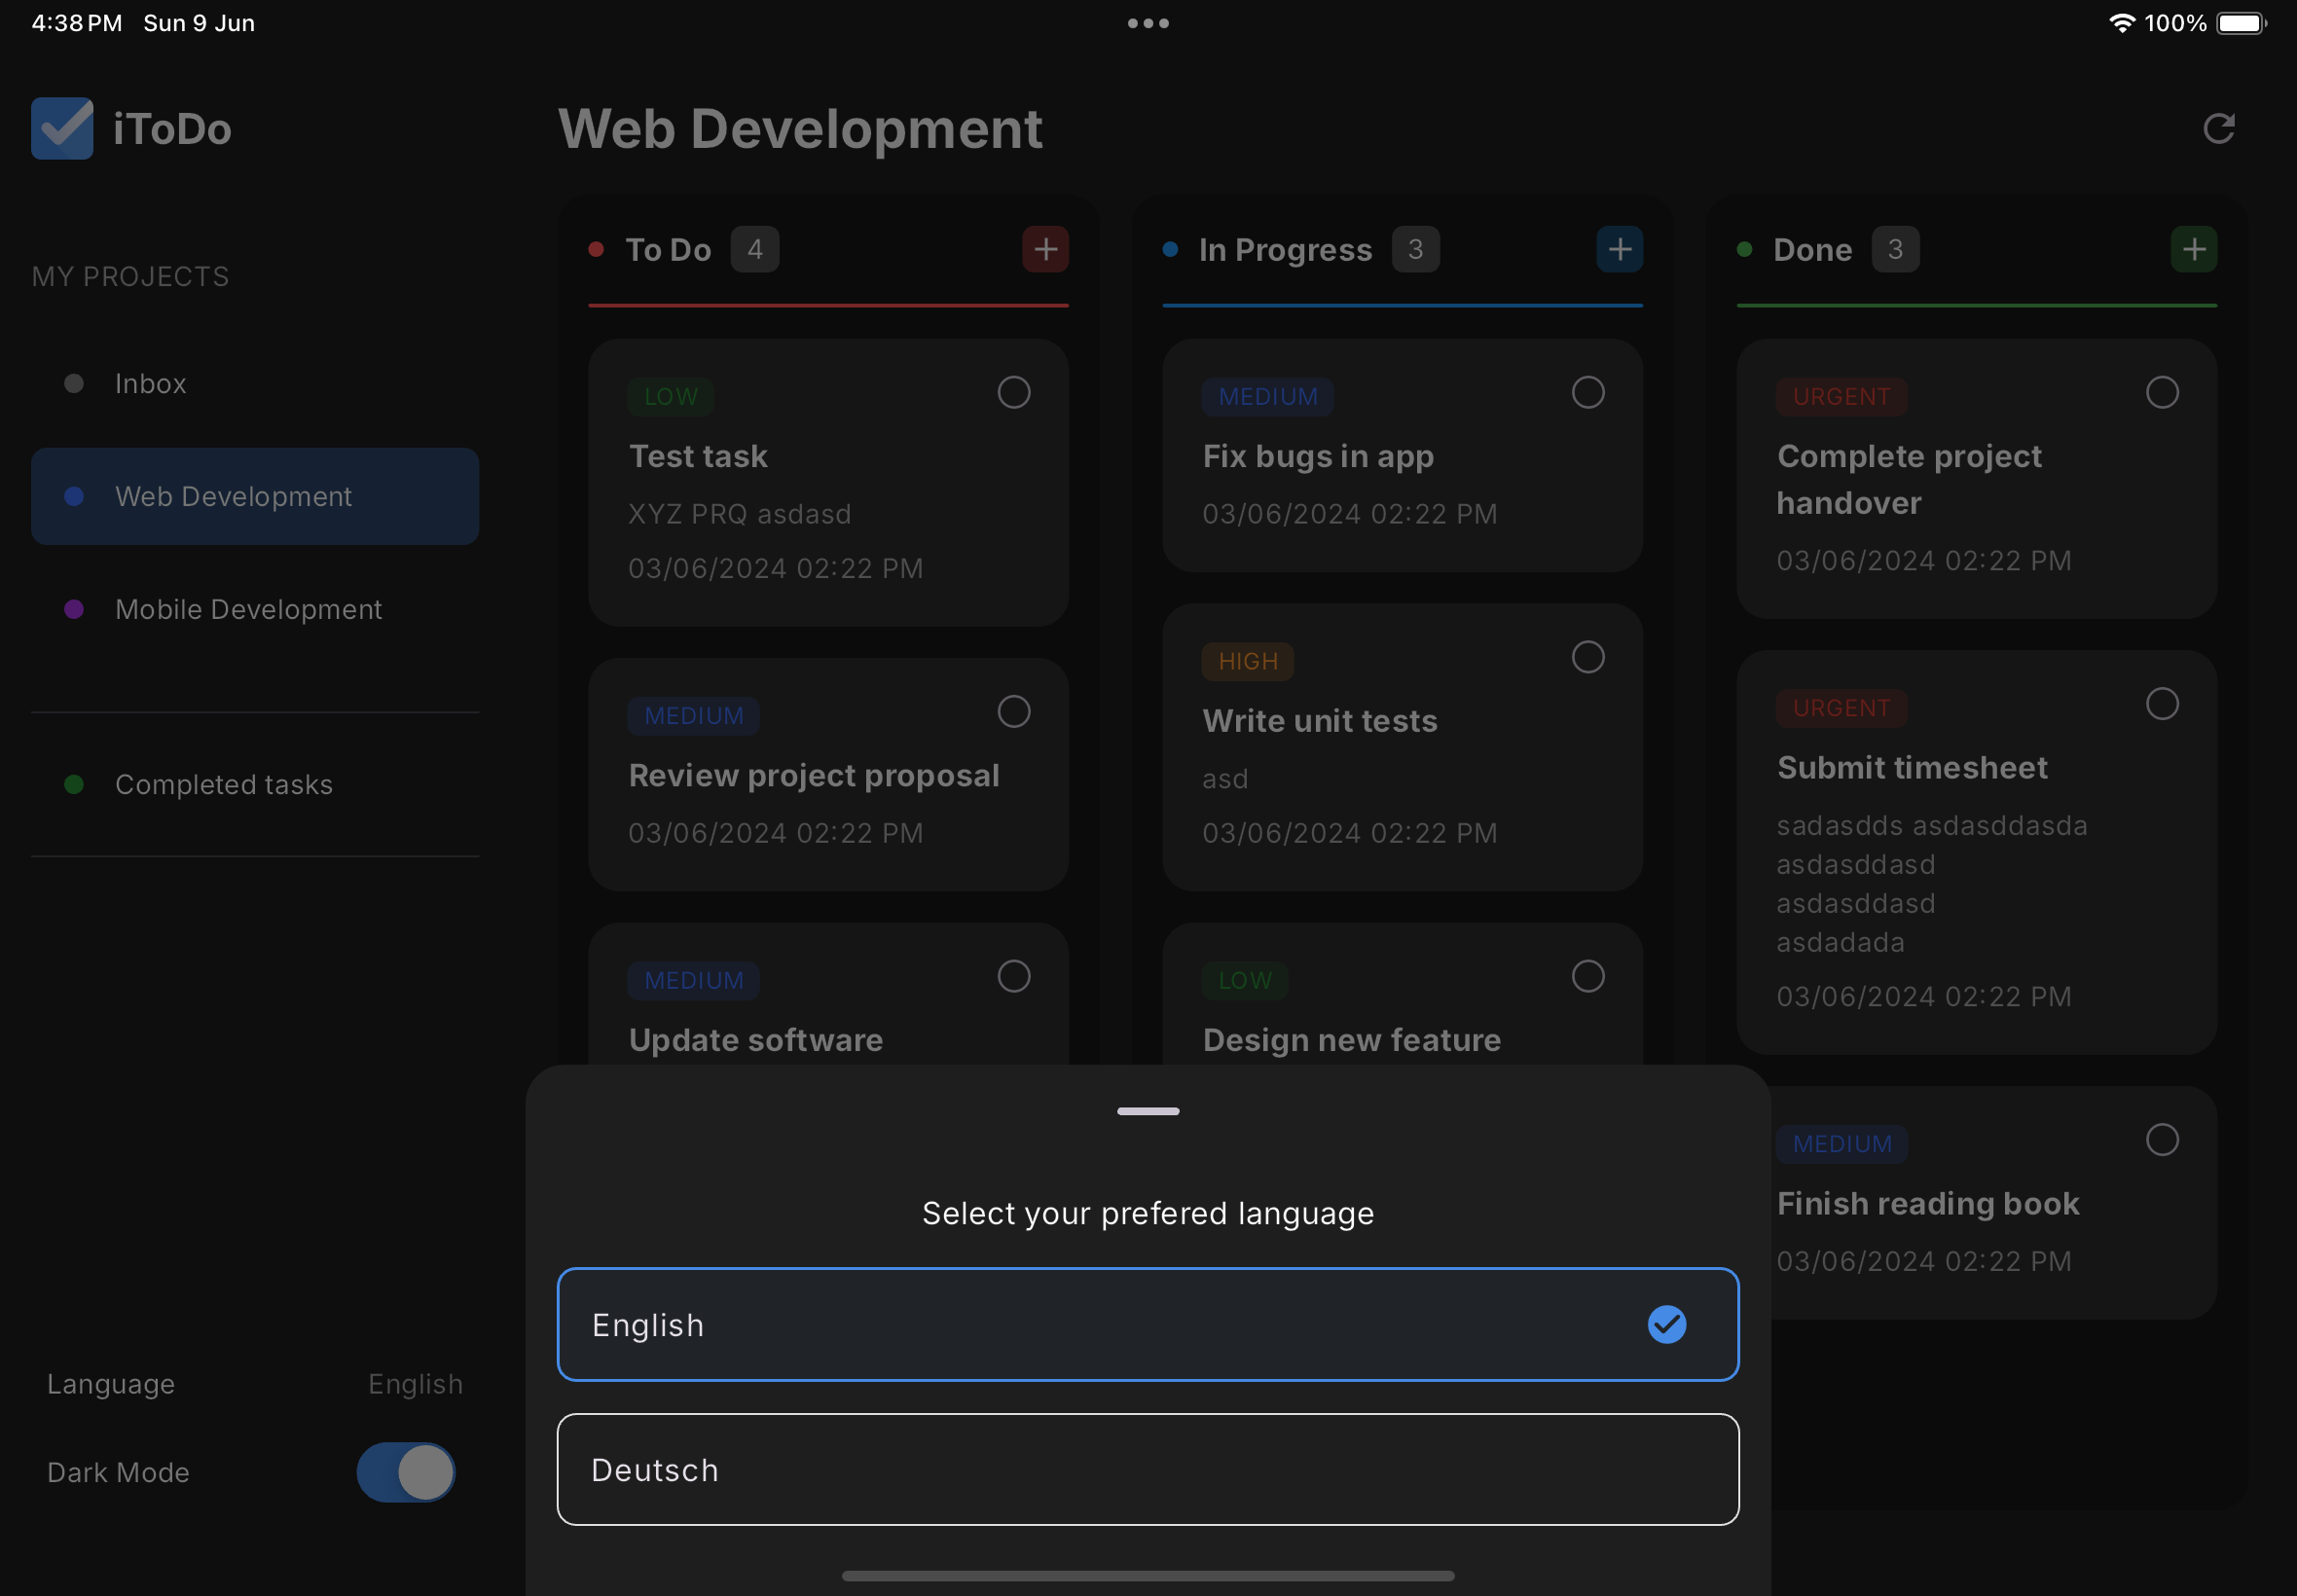 4:38 PM Sun 9 Jun
100%
iToDo
MY PROJECTS
Inbox
Web Development
Mobile Development
Completed tasks
Language English
Dark Mode
Web Development
To Do 4
LOW
Test task
XYZ PRQ asdasd
03/06/2024 02:22 PM
MEDIUM
Review project proposal
03/06/2024 02:22 PM
MEDIUM
Update software
In Progress 3
MEDIUM
Fix bugs in app
03/06/2024 02:22 PM
HIGH
Write unit tests
asd
03/06/2024 02:22 PM
LOW
Design new feature
Done 3
URGENT
Complete project
handover
03/06/2024 02:22 PM
URGENT
Submit timesheet
sadasdds asdasddasda
asdasddasd
asdasddasd
asdadada
03/06/2024 02:22 PM
MEDIUM
Finish reading book
03/06/2024 02:22 PM
Select your prefered language
English
Deutsch